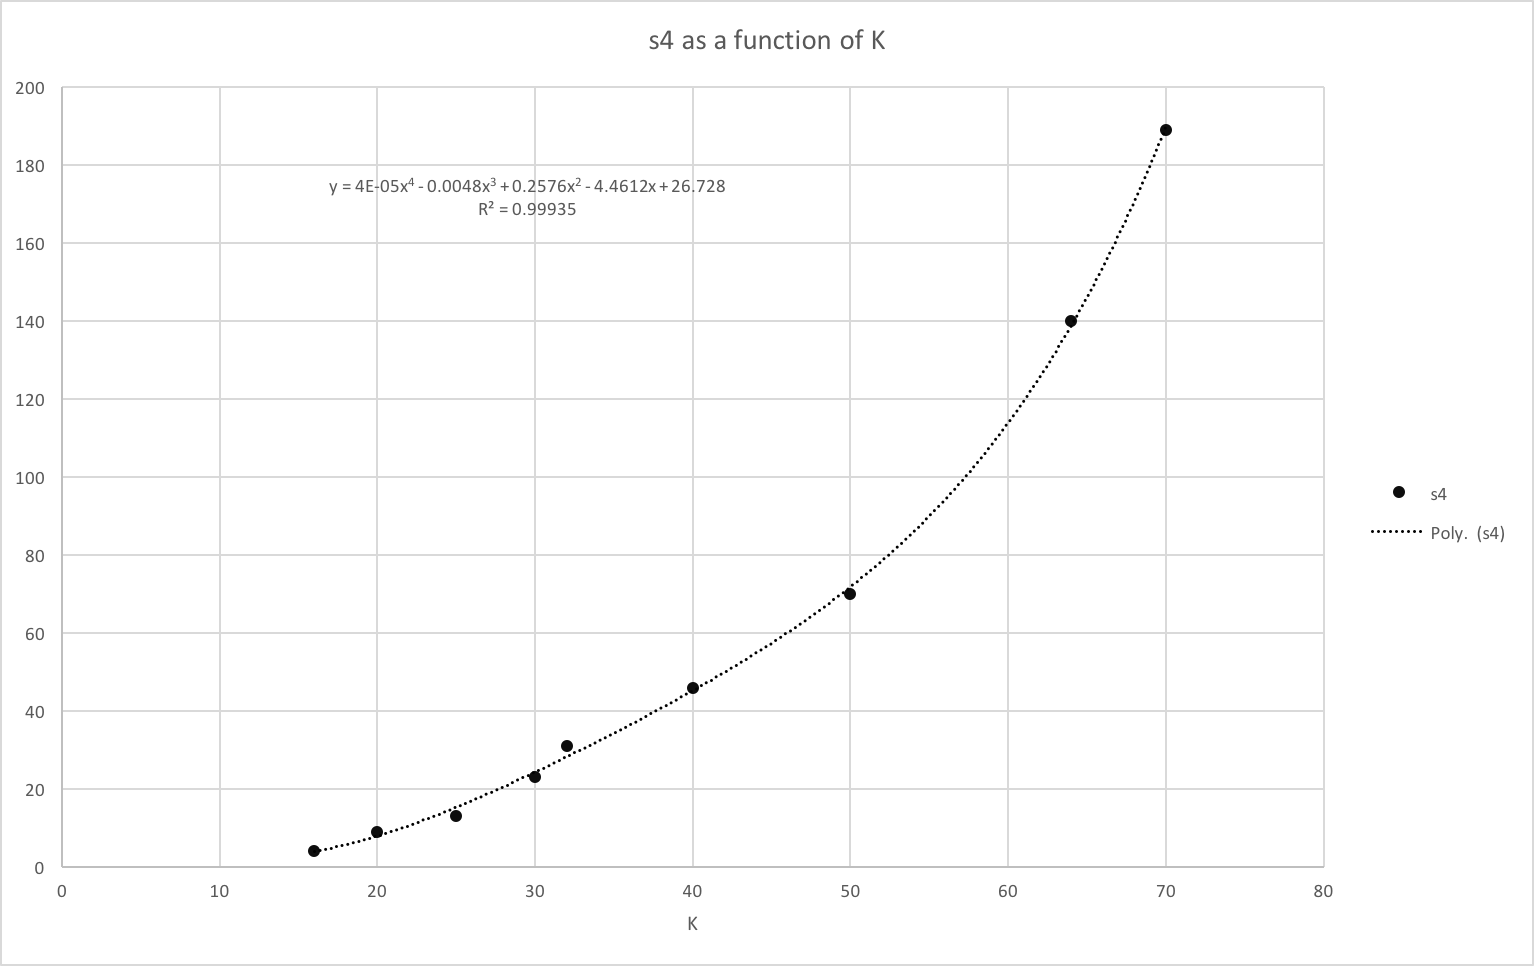 s4 as a function of K
200
180
y = 4E-05x⁴ - 0.0048x³ + 0.2576x² - 4.4612x + 26.728
R² = 0.99935
160
140
120
100
s4
80
Poly. (s4)
60
40
20
0
0 10 20 30 40 50 60 70 80
K